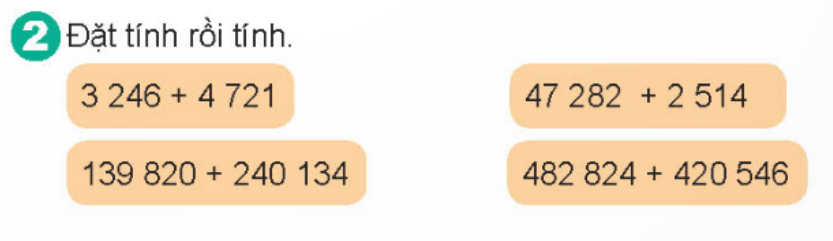 2 Đặt tính rồi tính.
3 246 + 4 721
47 282 + 2 514
139 820 + 240 134
482 824 + 420 546